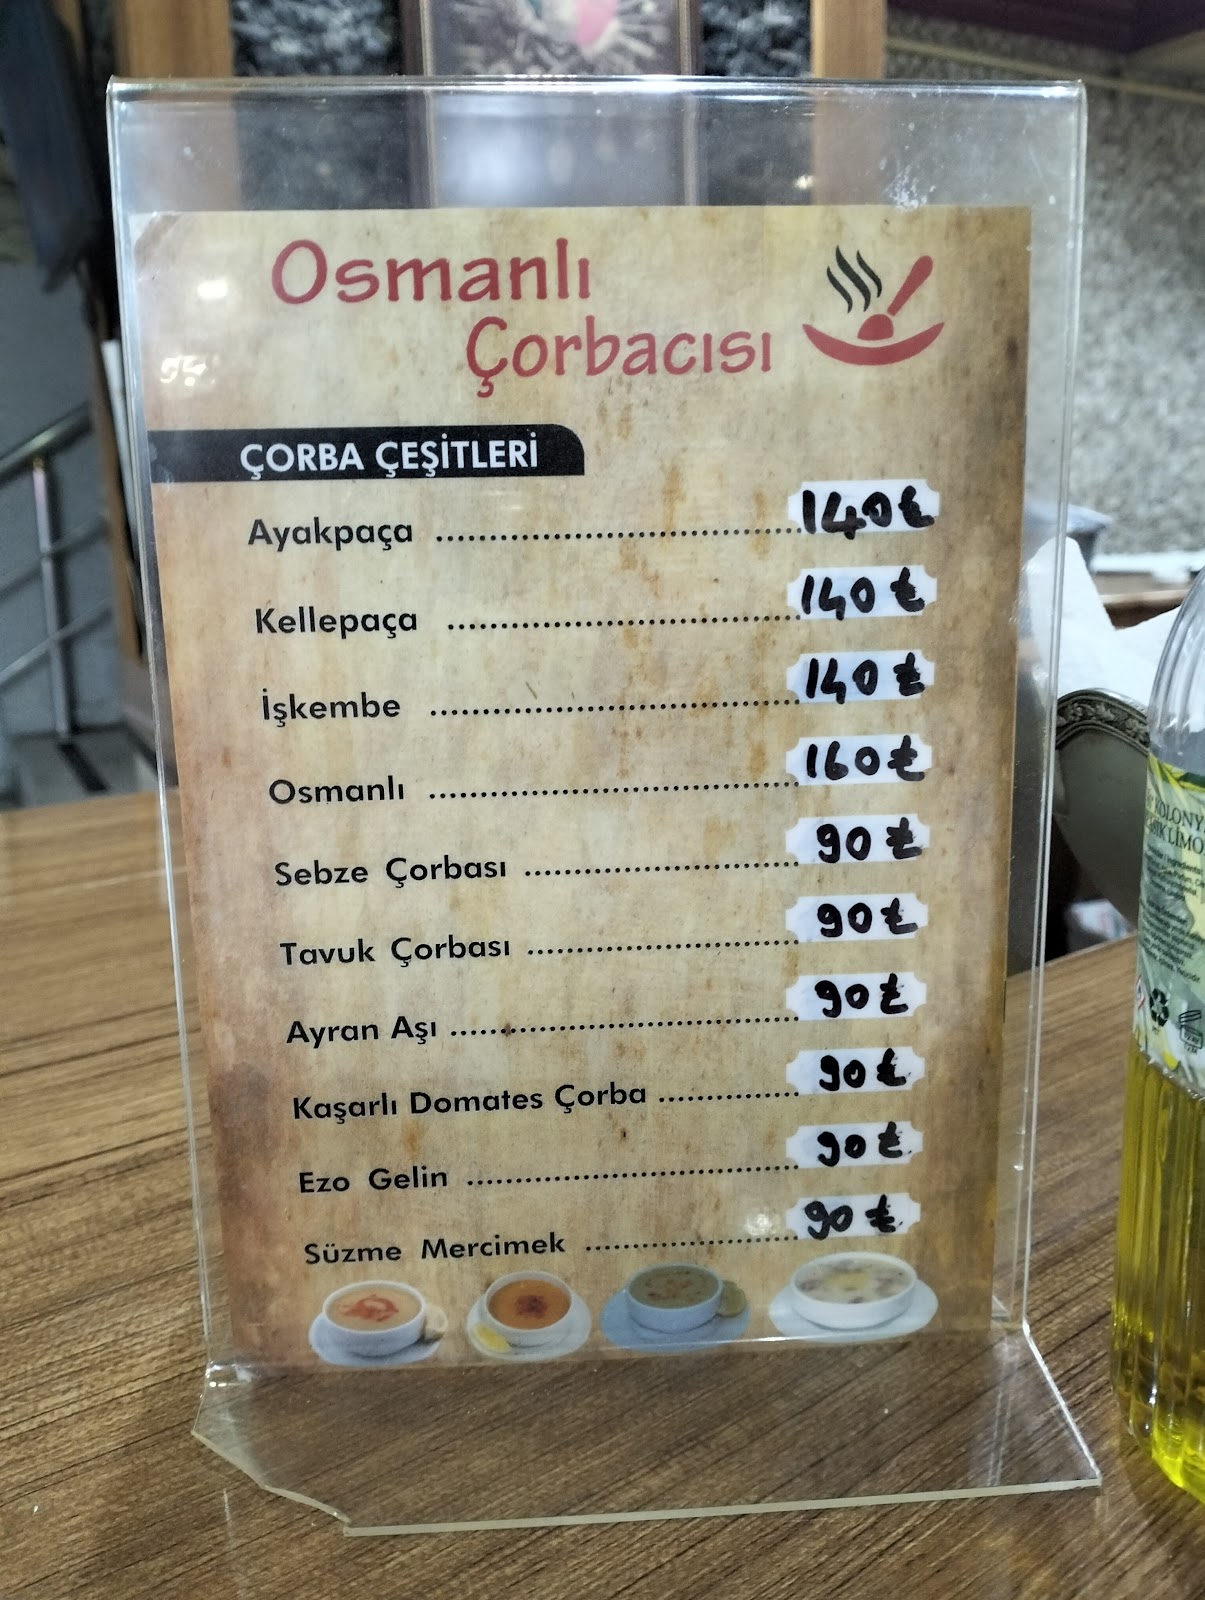 Osmanlı
Çorbacısı
ÇORBA ÇEŞİTLERİ
Ayakpaça ........................ 140₺
Kellepaça ........................ 140₺
İşkembe ........................ 140₺
Osmanlı ........................ 160₺
Sebze Çorbası ........................ 90₺
Tavuk Çorbası ........................ 90₺
Ayran Aşı ........................ 90₺
Kaşarlı Domates Çorba ............ 90₺
Ezo Gelin ........................ 90₺
Süzme Mercimek ................ 90₺